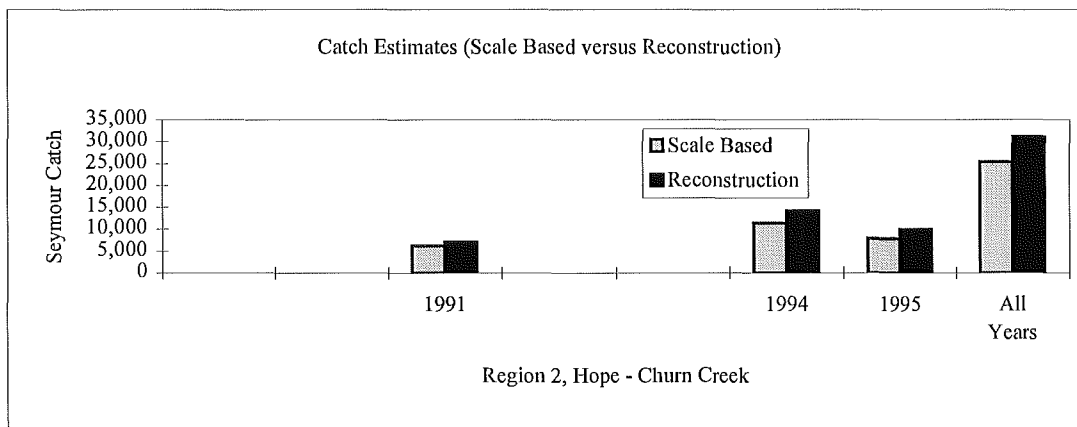 Catch Estimates (Scale Based versus Reconstruction)
Seymour Catch
35,000
30,000
25,000
20,000
15,000
10,000
5,000
0
Scale Based
Reconstruction
1991
1994
1995
All
Years
Region 2, Hope - Churn Creek